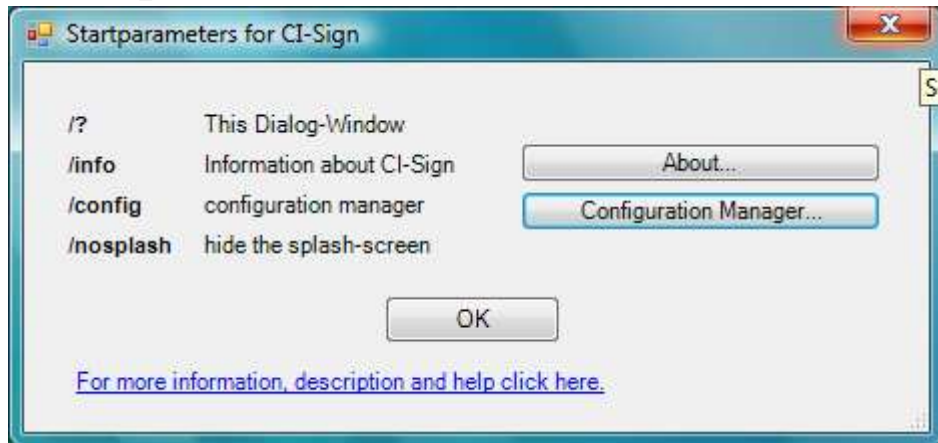 Startparameters for CI-Sign
S
/? This Dialog-Window
/info Information about CI-Sign About...
/config configuration manager Configuration Manager...
/nosplash hide the splash-screen
OK
For more information, description and help click here.